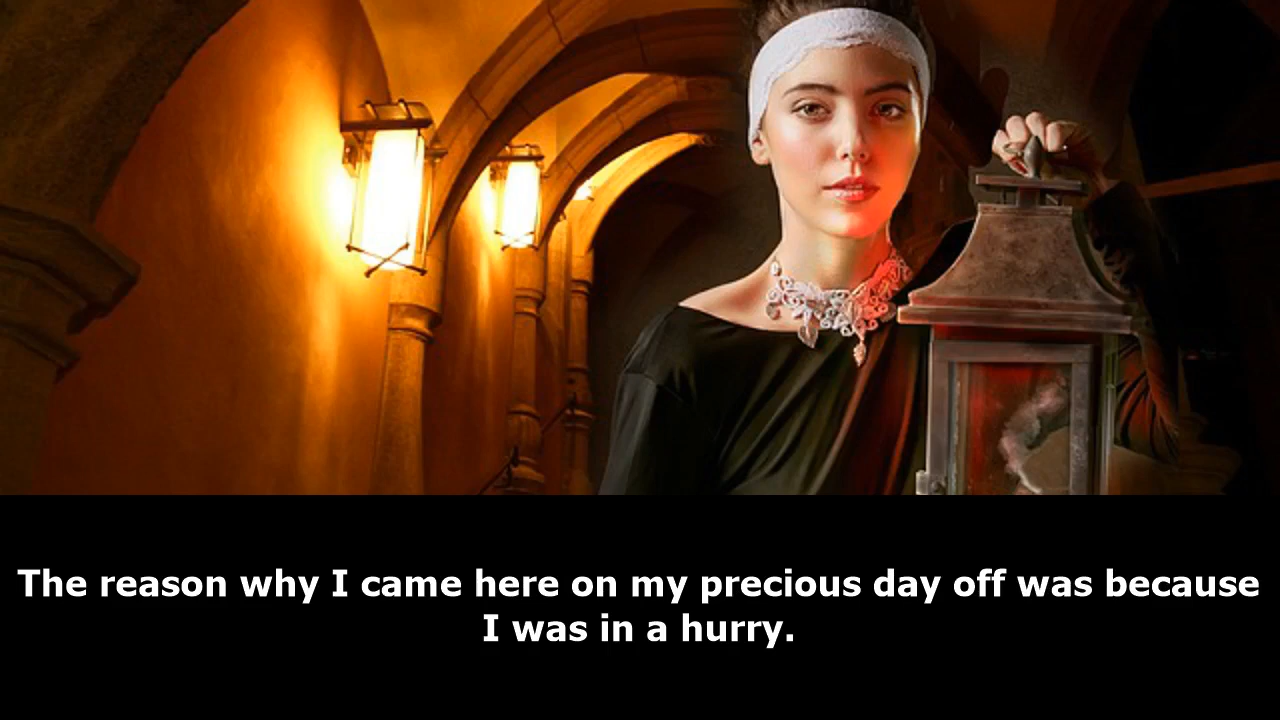 The reason why I came here on my precious day off was because
I was in a hurry.